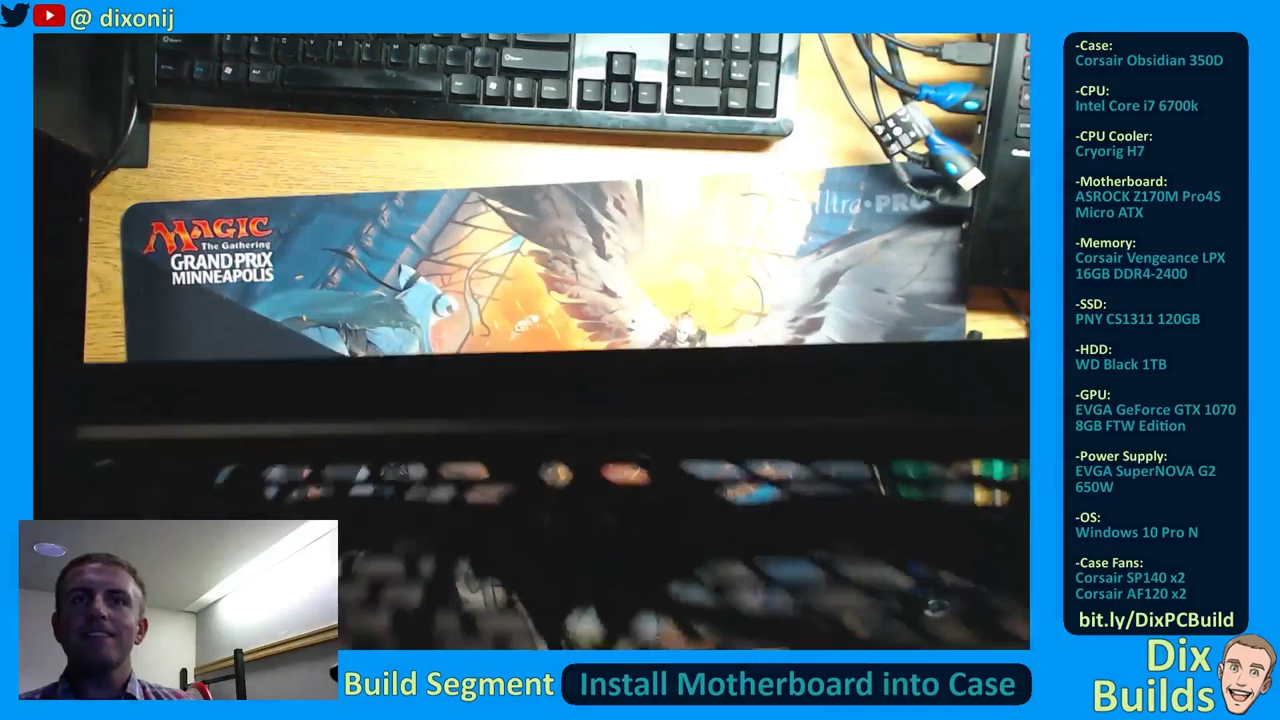 @ dixonij
MAGIC
The Gathering
GRAND PRIX
MINNEAPOLIS
Ultra•PRO
-Case:
Corsair Obsidian 350D
-CPU:
Intel Core i7 6700k
-CPU Cooler:
Cryorig H7
-Motherboard:
ASROCK Z170M Pro4S
Micro ATX
-Memory:
Corsair Vengeance LPX
16GB DDR4-2400
-SSD:
PNY CS1311 120GB
-HDD:
WD Black 1TB
-GPU:
EVGA GeForce GTX 1070
8GB FTW Edition
-Power Supply:
EVGA SuperNOVA G2
650W
-OS:
Windows 10 Pro N
-Case Fans:
Corsair SP140 x2
Corsair AF120 x2
bit.ly/DixPCBuild
Build Segment
Install Motherboard into Case
Dix
Builds